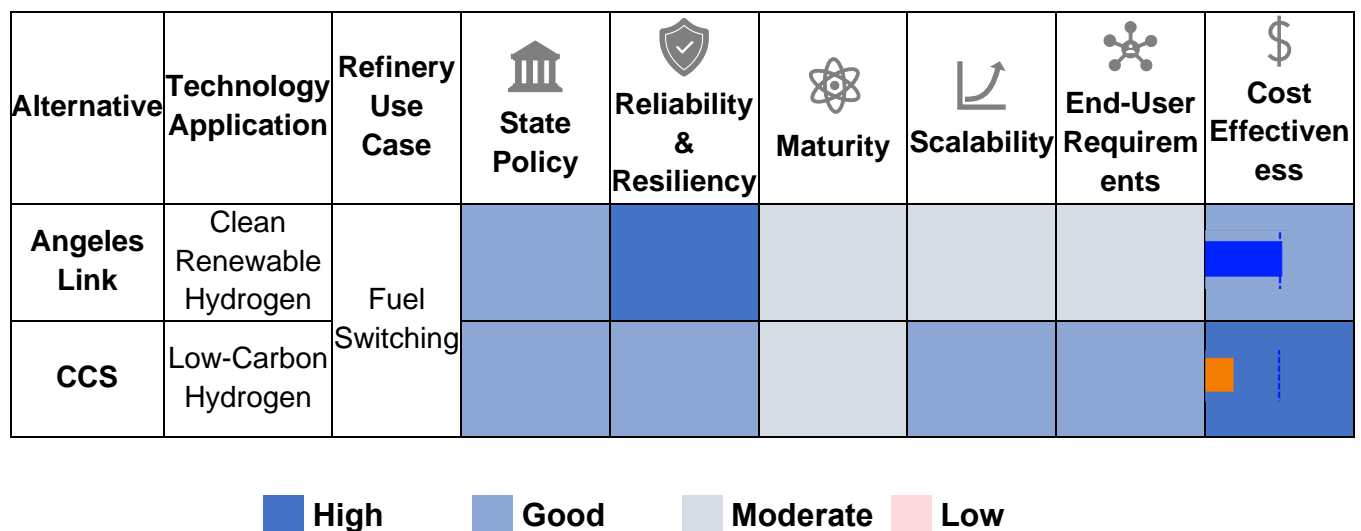 Alternative
Technology
Application
Refinery
Use
Case
State
Policy
Reliability
&
Resiliency
Maturity
Scalability
End-User
Requirem
ents
$
Cost
Effectiven
ess
Angeles
Link
Clean
Renewable
Hydrogen
Fuel
Switching
CCS
Low-Carbon
Hydrogen
High
Good
Moderate
Low